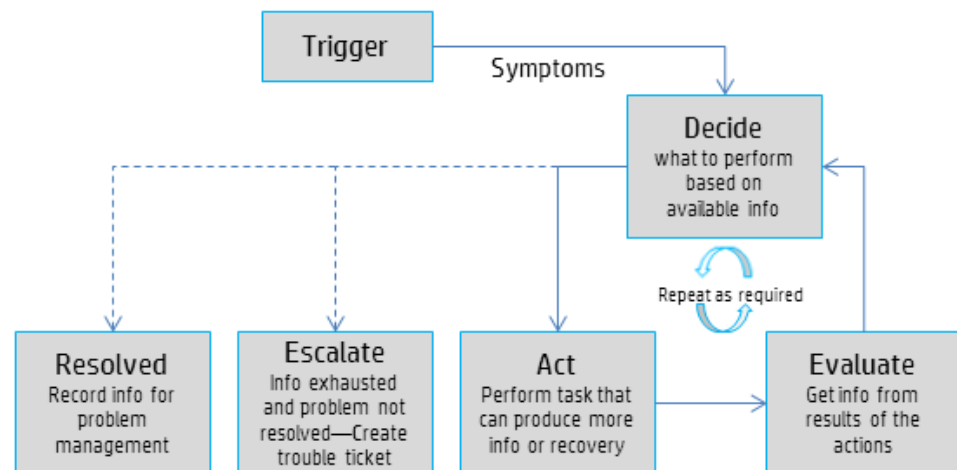 Trigger
Symptoms
Decide
what to perform
based on
available info
Repeat as required
Resolved
Record info for
problem
management
Escalate
Info exhausted
and problem not
resolved—Create
trouble ticket
Act
Perform task that
can produce more
info or recovery
Evaluate
Get info from
results of the
actions